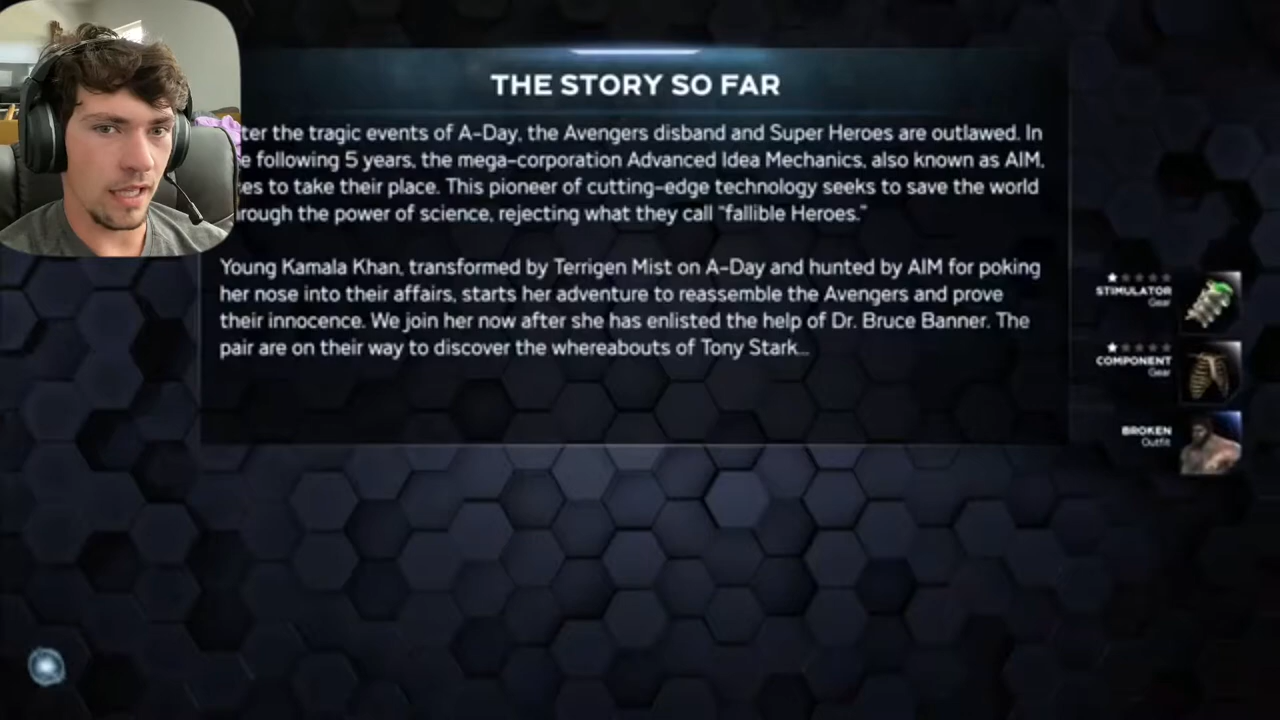 THE STORY SO FAR
the tragic events of A-Day, the Avengers disband and Super Heroes are outlawed. In
following 5 years, the mega-corporation Advanced Idea Mechanics, also known as AIM,
to take their place. This pioneer of cutting-edge technology seeks to save the world
the power of science, rejecting what they call "fallible Heroes."
Young Kamala Khan, transformed by Terrigen Mist on A-Day and hunted by AIM for poking
her nose into their affairs, starts her adventure to reassemble the Avengers and prove
their innocence. We join her now after she has enlisted the help of Dr. Bruce Banner. The
pair are on their way to discover the whereabouts of Tony Stark...
STIMULATOR
Gear
COMPONENT
Gear
BROKEN
Outfit